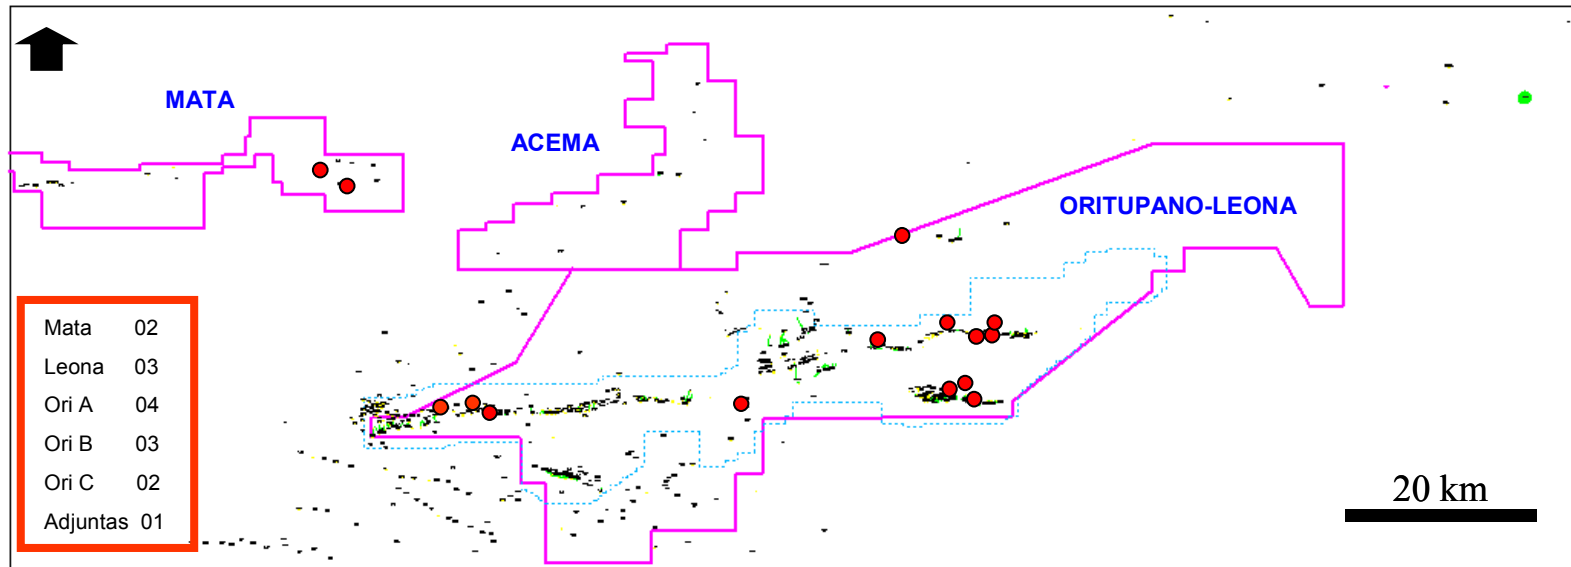 MATA
ACEMA
ORITUPANO-LEONA
Mata 02
Leona 03
Ori A 04
Ori B 03
Ori C 02
Adjuntas 01
20 km